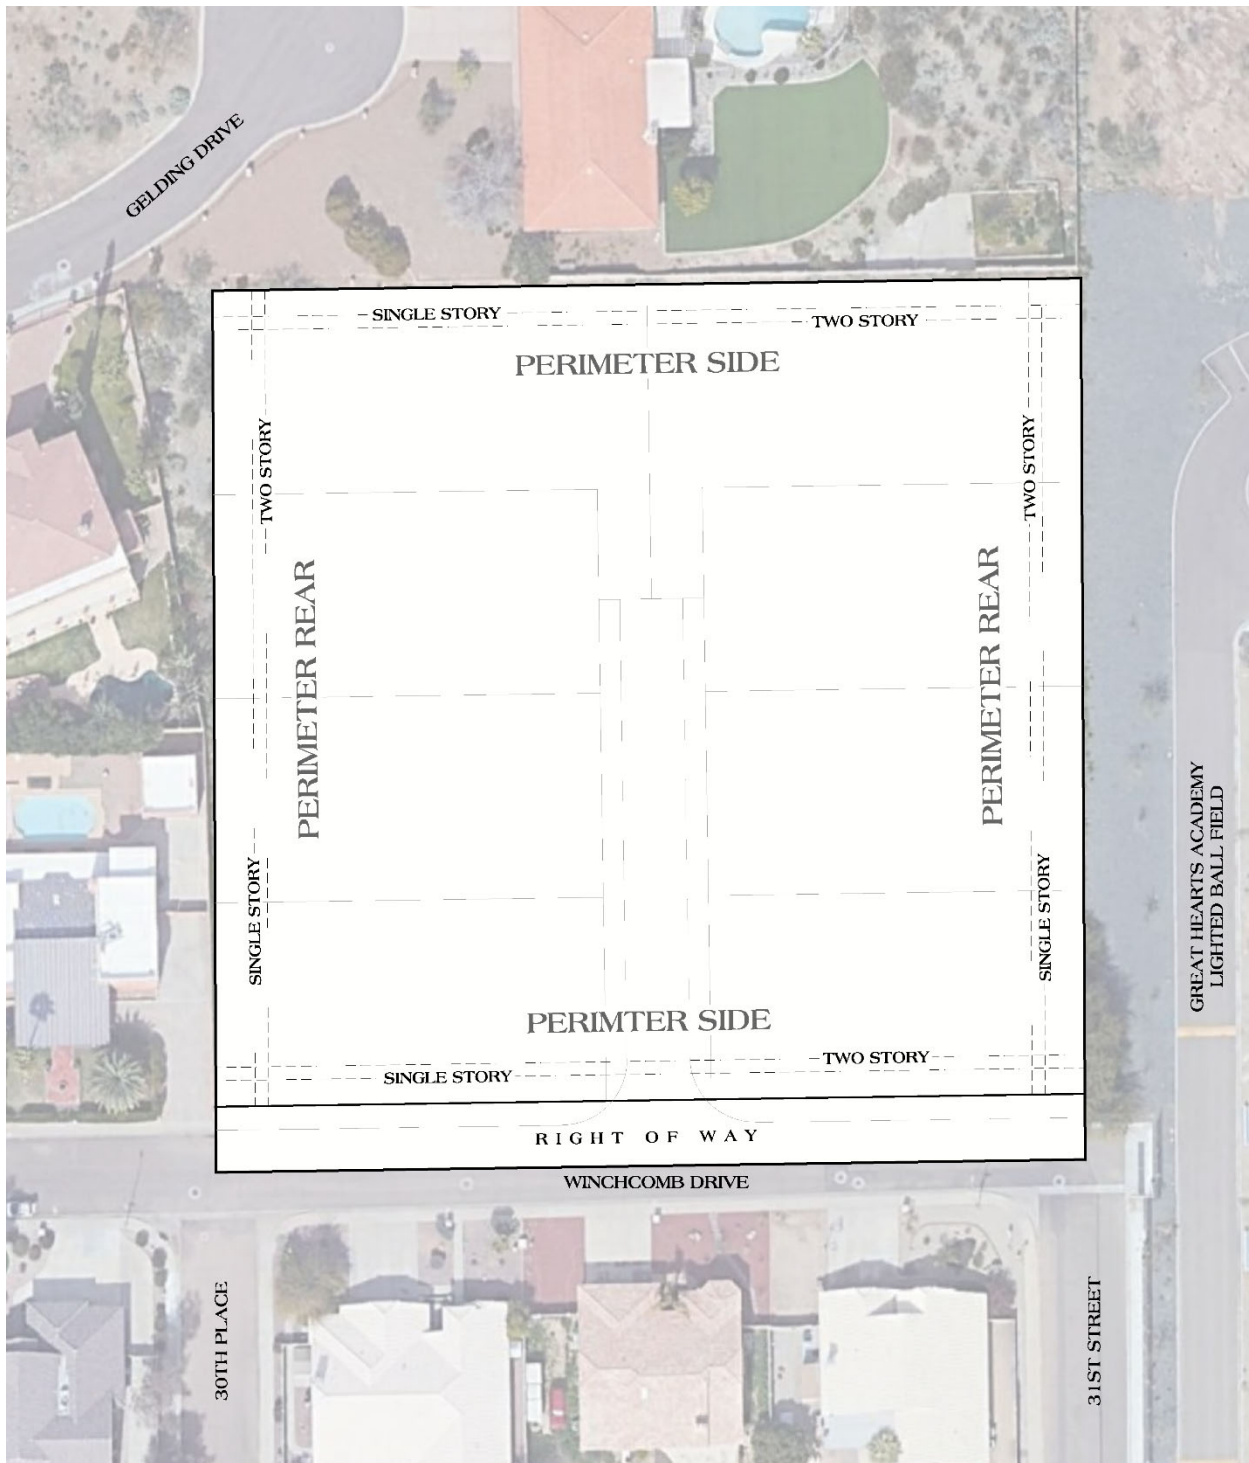 GELDING DRIVE
SINGLE STORY
TWO STORY
PERIMETER SIDE
TWO STORY
TWO STORY
PERIMETER REAR
PERIMETER REAR
GREAT HEARTS ACADEMY
LIGHTED BALL FIELD
SINGLE STORY
SINGLE STORY
PERIMTER SIDE
SINGLE STORY
TWO STORY
RIGHT OF WAY
WINCHCOMB DRIVE
30TH PLACE
31ST STREET